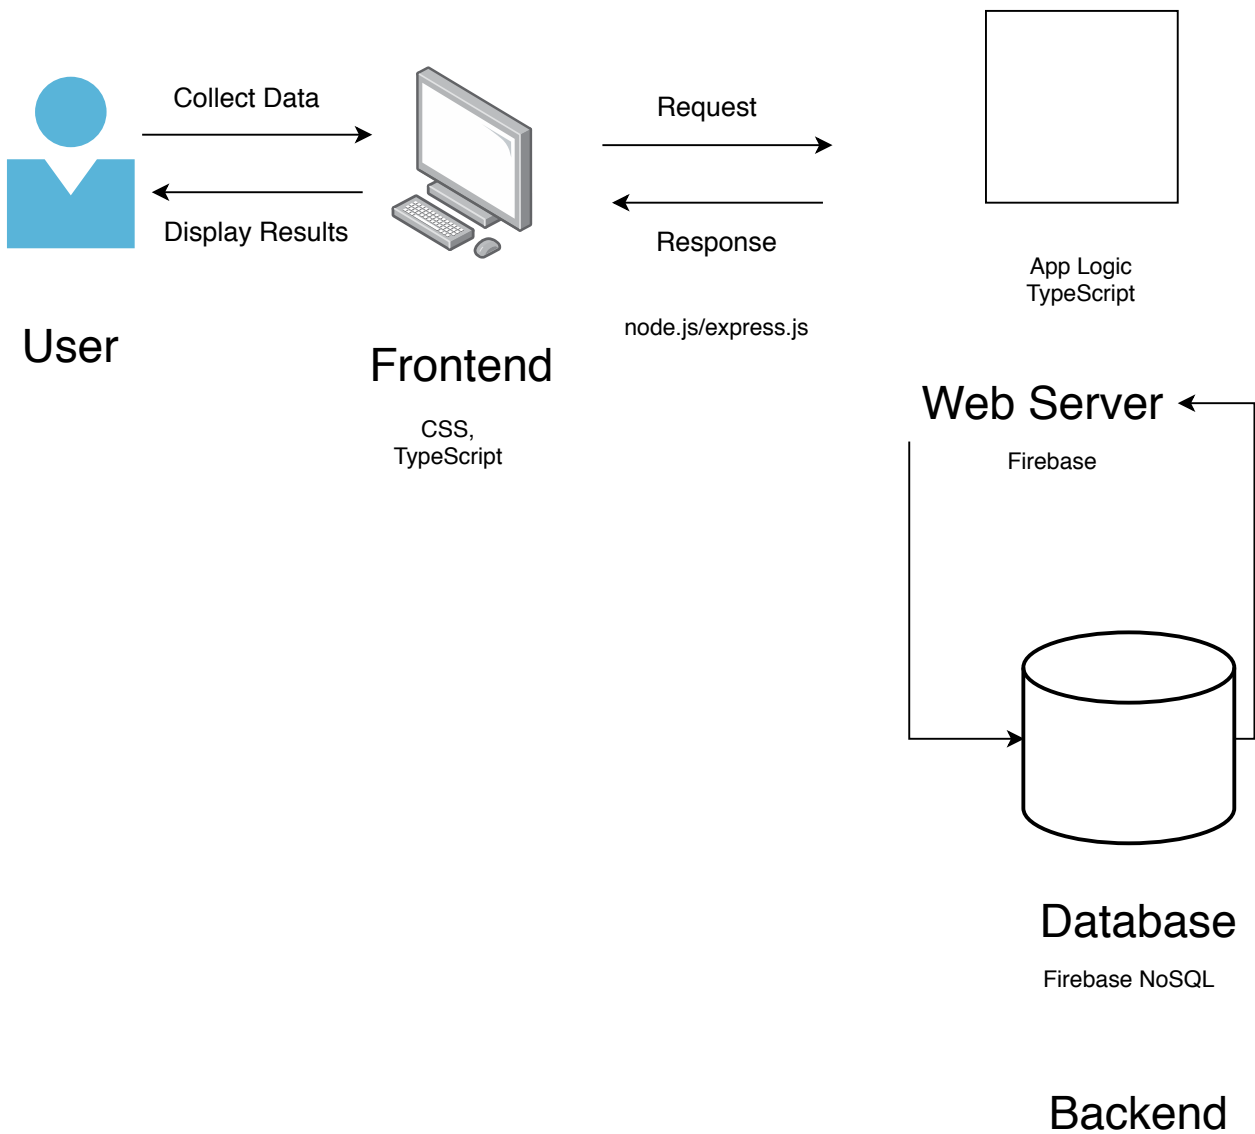 Collect Data
Display Results
User
Frontend
CSS,
TypeScript
Request
Response
node.js/express.js
App Logic
TypeScript
Web Server
Firebase
Database
Firebase NoSQL
Backend